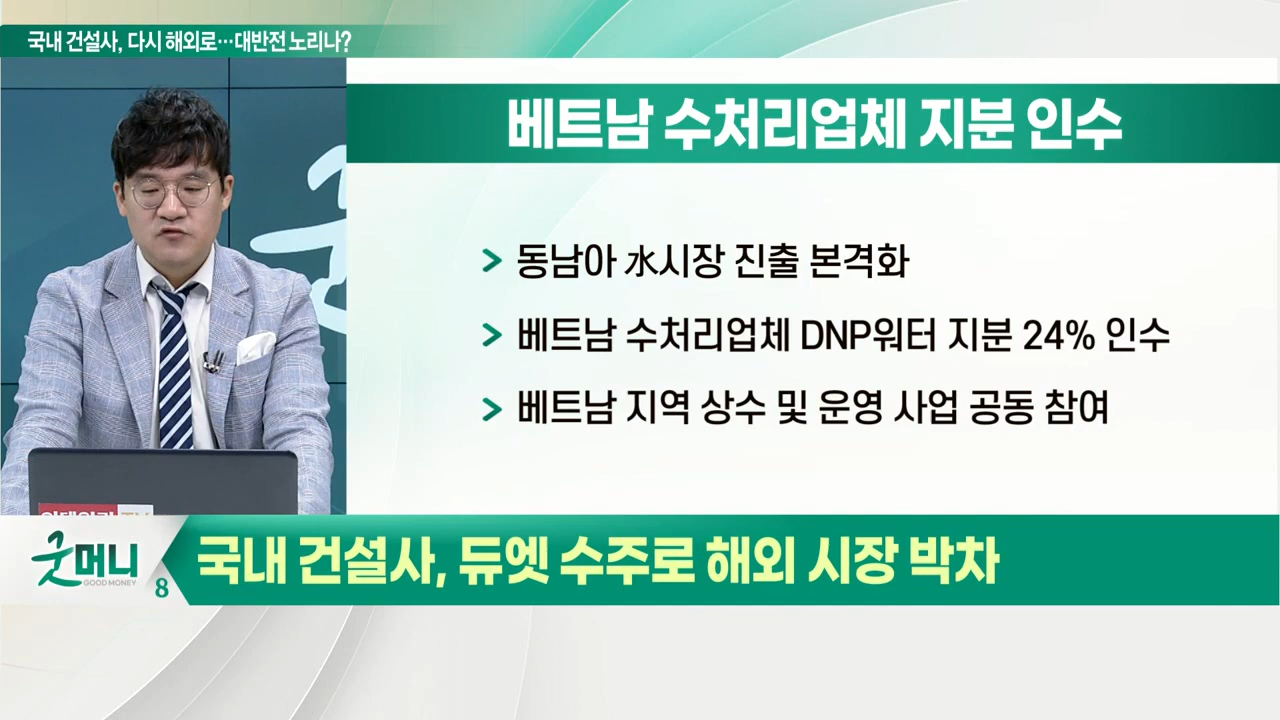 국내 건설사, 다시 해외로…대반전 노리나?
베트남 수처리업체 지분 인수
> 동남아 水시장 진출 본격화
> 베트남 수처리업체 DNP워터 지분 24% 인수
> 베트남 지역 상수 및 운영 사업 공동 참여
굿머니
GOOD MONEY
8
국내 건설사, 듀엣 수주로 해외 시장 박차